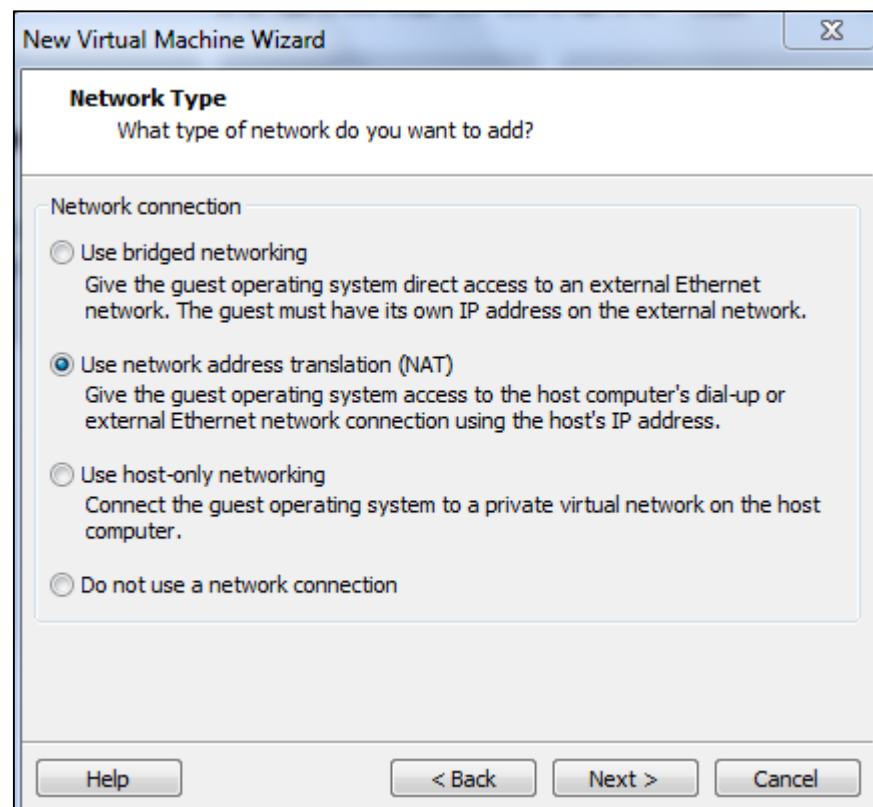 New Virtual Machine Wizard
Network Type
What type of network do you want to add?
Network connection
Use bridged networking
Give the guest operating system direct access to an external Ethernet
network. The guest must have its own IP address on the external network.
Use network address translation (NAT)
Give the guest operating system access to the host computer's dial-up or
external Ethernet network connection using the host's IP address.
Use host-only networking
Connect the guest operating system to a private virtual network on the host
computer.
Do not use a network connection
Help < Back Next > Cancel